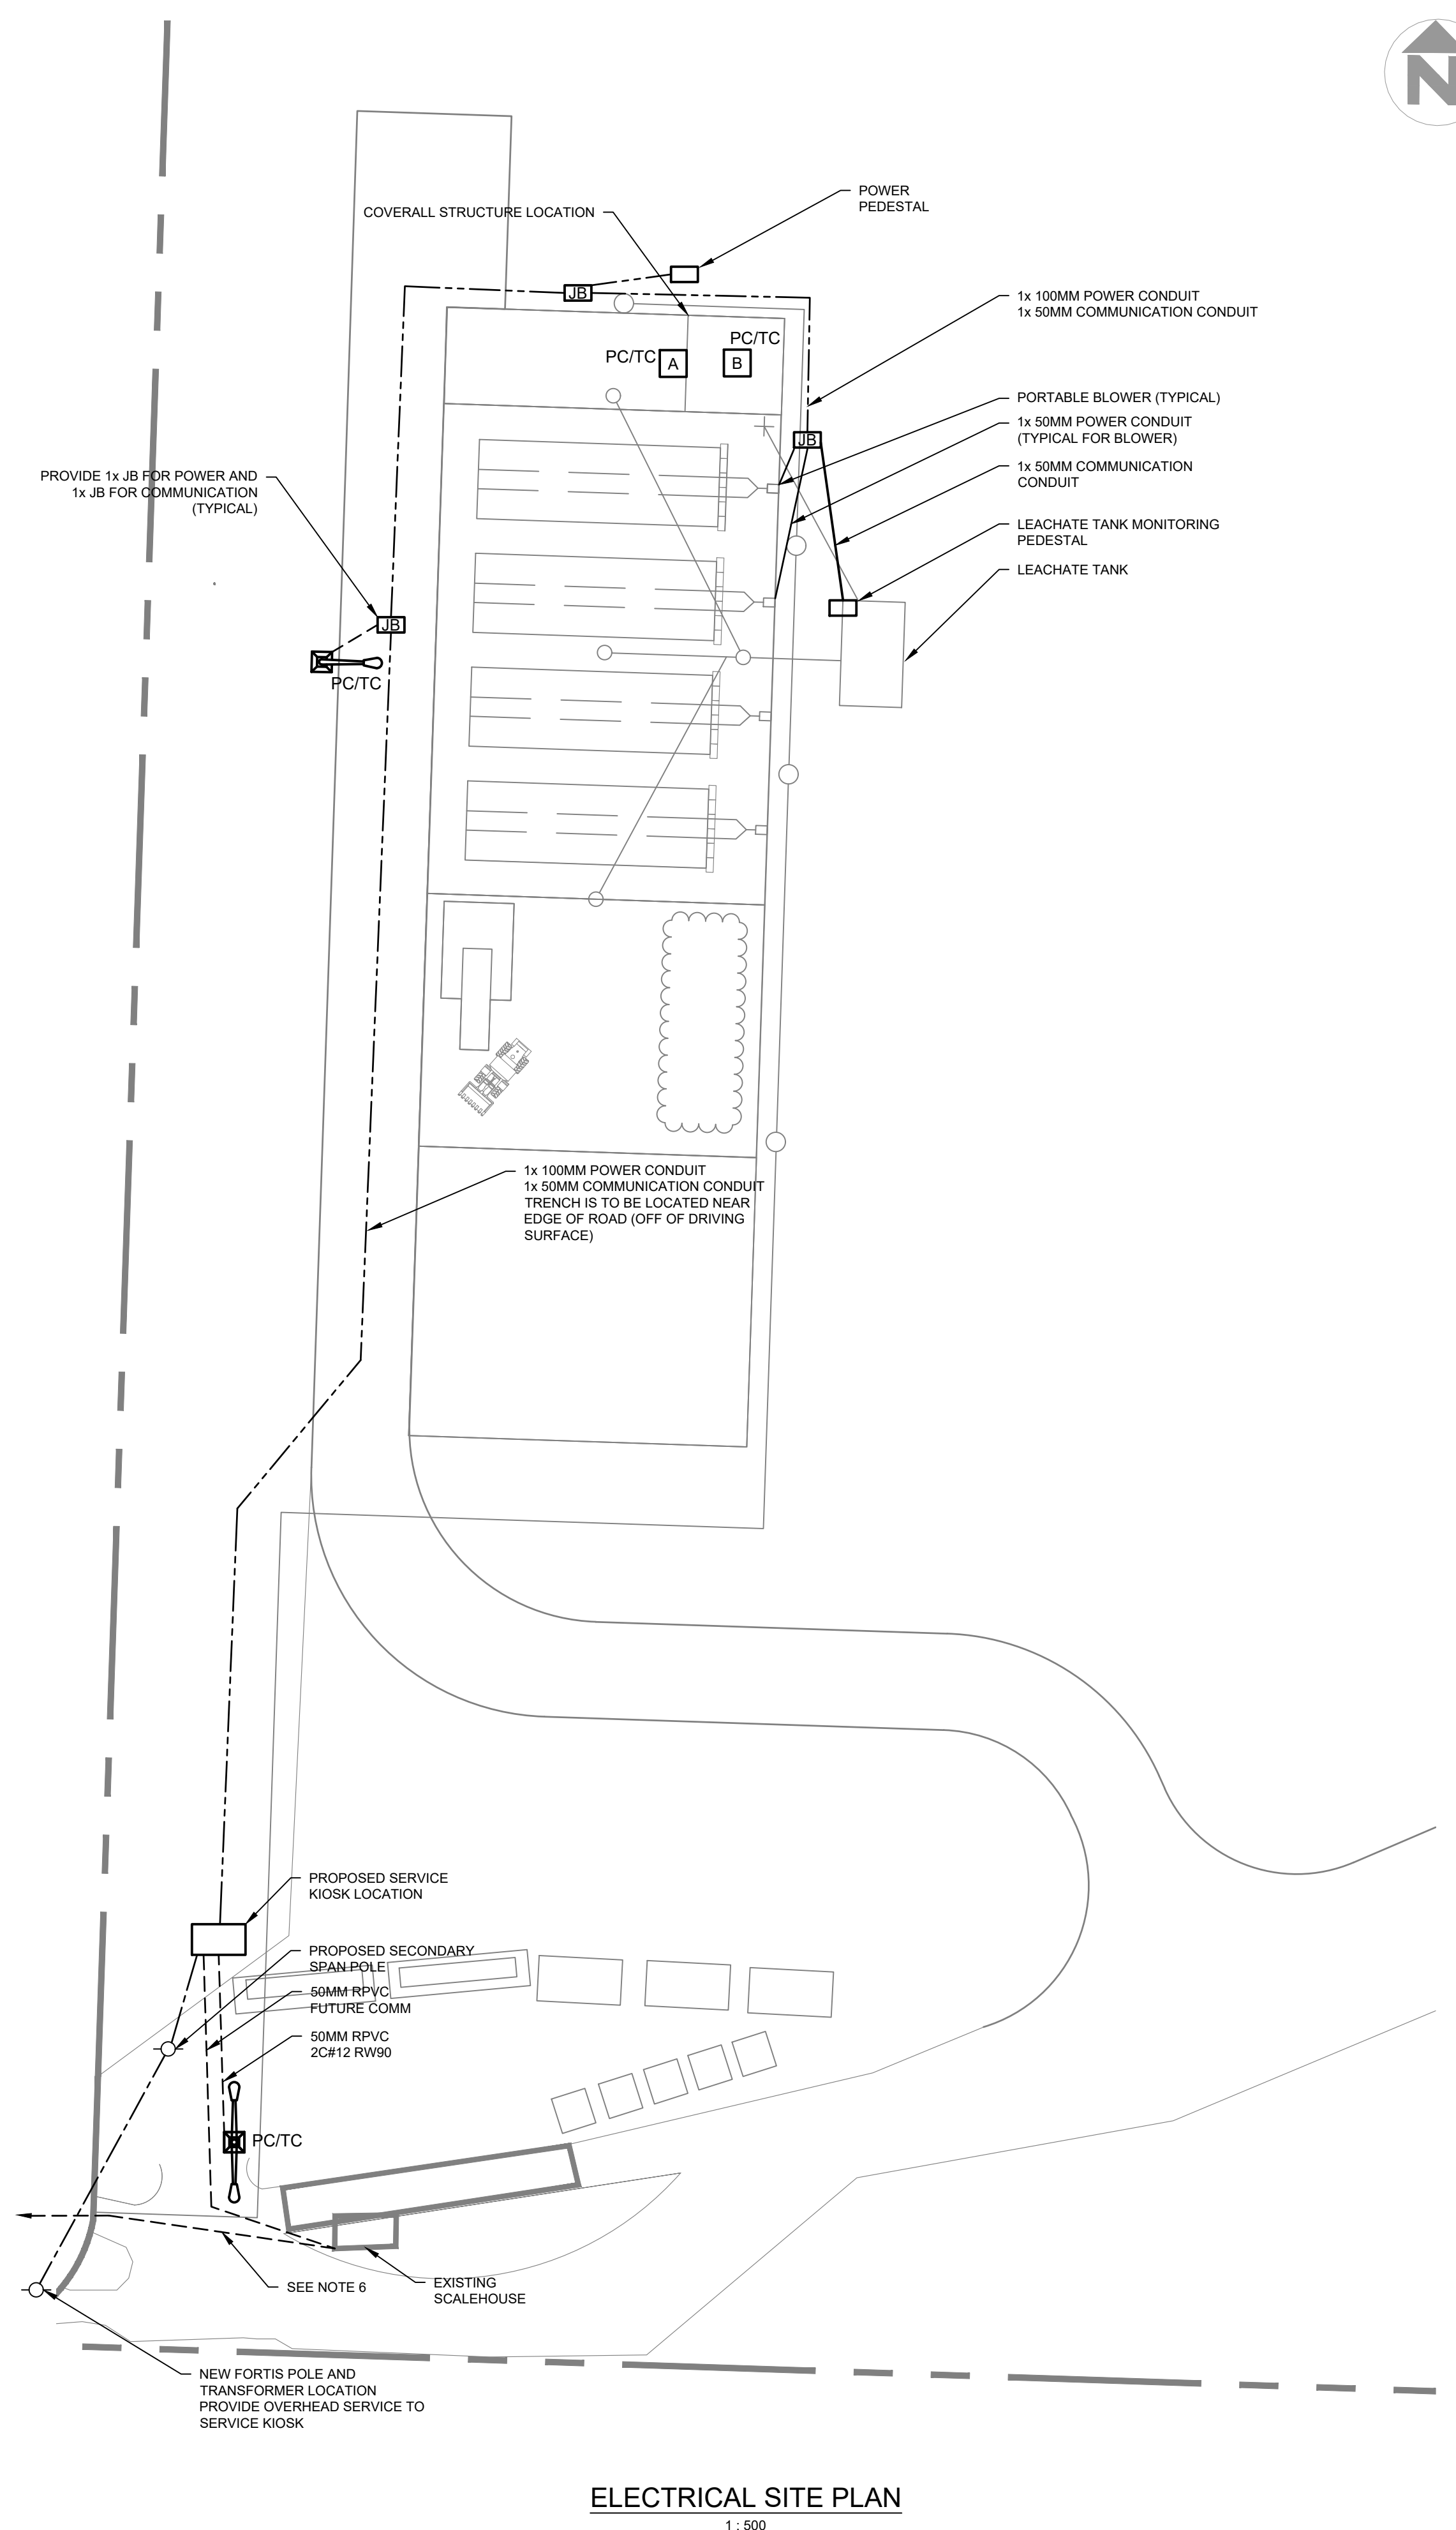 N
POWER
PEDESTAL
COVERALL STRUCTURE LOCATION
JB
1x 100MM POWER CONDUIT
1x 50MM COMMUNICATION CONDUIT
PC/TC
PC/TC
A
B
PORTABLE BLOWER (TYPICAL)
1x 50MM POWER CONDUIT
(TYPICAL FOR BLOWER)
JB
1x 50MM COMMUNICATION
CONDUIT
PROVIDE 1x JB FOR POWER AND
1x JB FOR COMMUNICATION
(TYPICAL)
LEACHATE TANK MONITORING
PEDESTAL
LEACHATE TANK
JB
PC/TC
1x 100MM POWER CONDUIT
1x 50MM COMMUNICATION CONDUIT
TRENCH IS TO BE LOCATED NEAR
EDGE OF ROAD (OFF OF DRIVING
SURFACE)
PROPOSED SERVICE
KIOSK LOCATION
PROPOSED SECONDARY
SPAN POLE
50MM RPVC
FUTURE COMM
50MM RPVC
2C#12 RW90
PC/TC
SEE NOTE 6
EXISTING
SCALEHOUSE
NEW FORTIS POLE AND
TRANSFORMER LOCATION
PROVIDE OVERHEAD SERVICE TO
SERVICE KIOSK
ELECTRICAL SITE PLAN
1 : 500